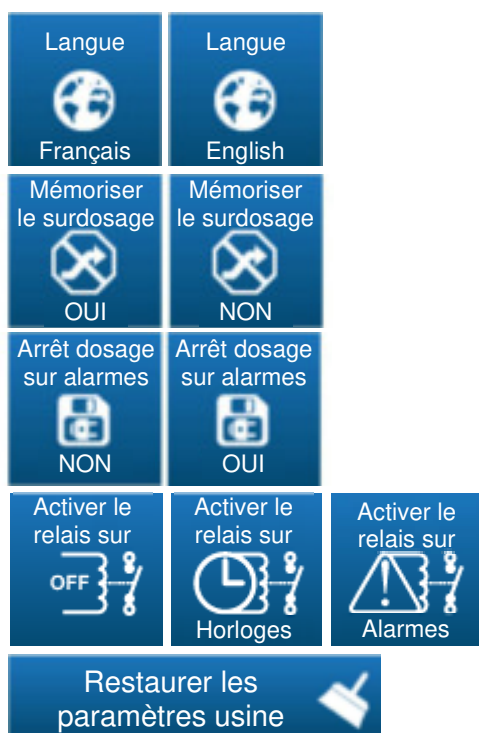 Langue
Français
Langue
English
Mémoriser
le surdosage
OUI
Mémoriser
le surdosage
NON
Arrêt dosage
sur alarmes
NON
Arrêt dosage
sur alarmes
OUI
Activer le
relais sur
OFF
Activer le
relais sur
Horloges
Activer le
relais sur
Alarmes
Restaurer les
paramètres usine